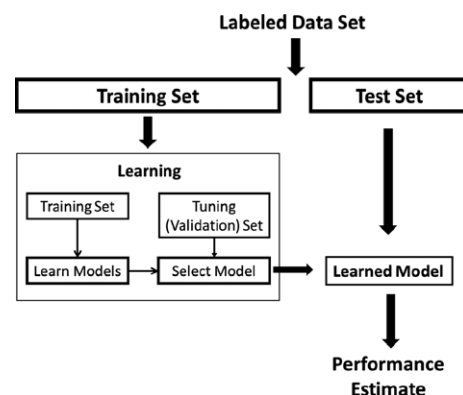 Labeled Data Set
Training Set
Test Set
Learning
Training Set
Tuning
(Validation) Set
Learn Models
Select Model
Learned Model
Performance
Estimate